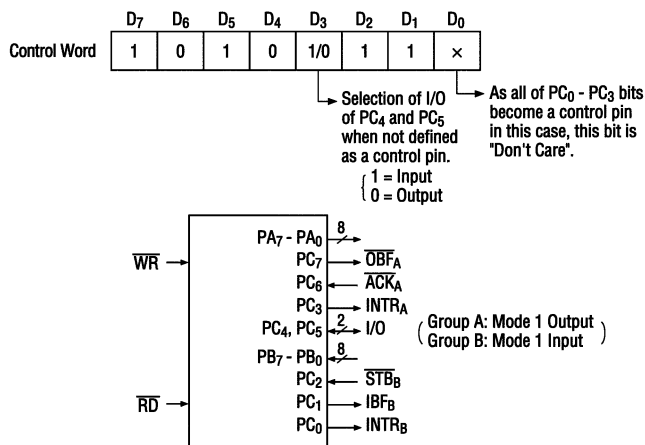 D7 D6 D5 D4 D3 D2 D1 D0
Control Word 1 0 1 0 1/0 1 1 ×
Selection of I/O
of PC4 and PC5
when not defined
as a control pin.
1 = Input
0 = Output
As all of PC0 - PC3 bits
become a control pin
in this case, this bit is
"Don't Care".
WR
RD
PA7 - PA0 8
PC7 OBFA
PC6 ACKA
PC3 INTRA
PC4, PC5 2 I/O
PB7 - PB0 8
PC2 STBB
PC1 IBFB
PC0 INTRB
(Group A: Mode 1 Output
Group B: Mode 1 Input)